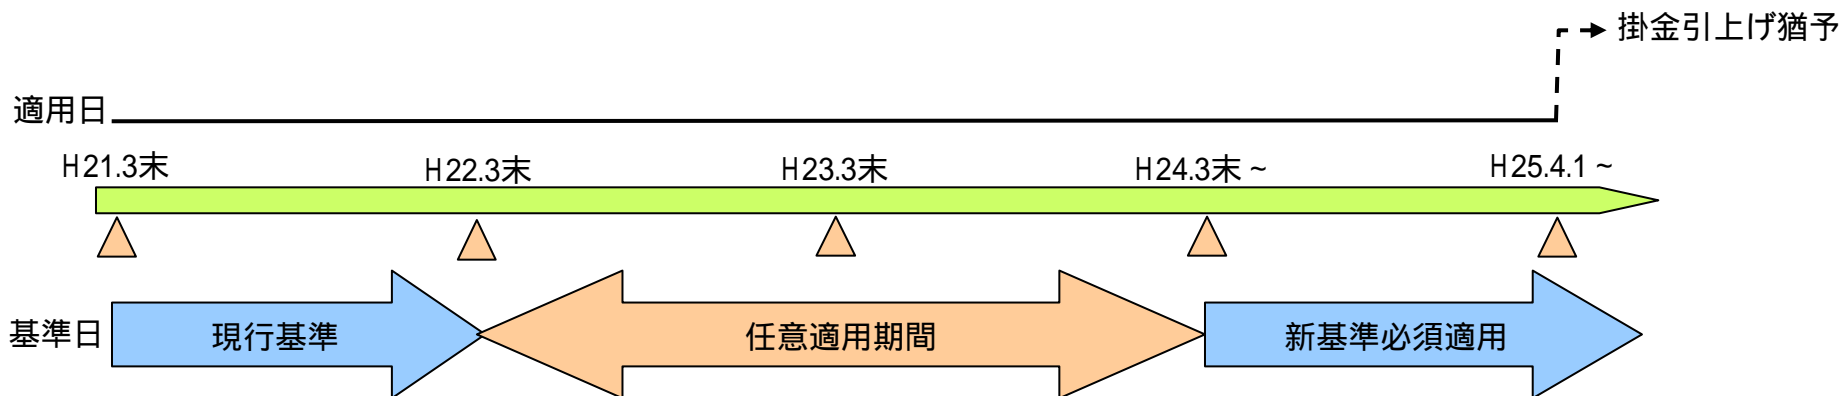 掛金引上げ猶予
適用日
H21.3末 H22.3末 H23.3末 H24.3末 ~ H25.4.1 ~
基準日 現行基準 任意適用期間 新基準必須適用